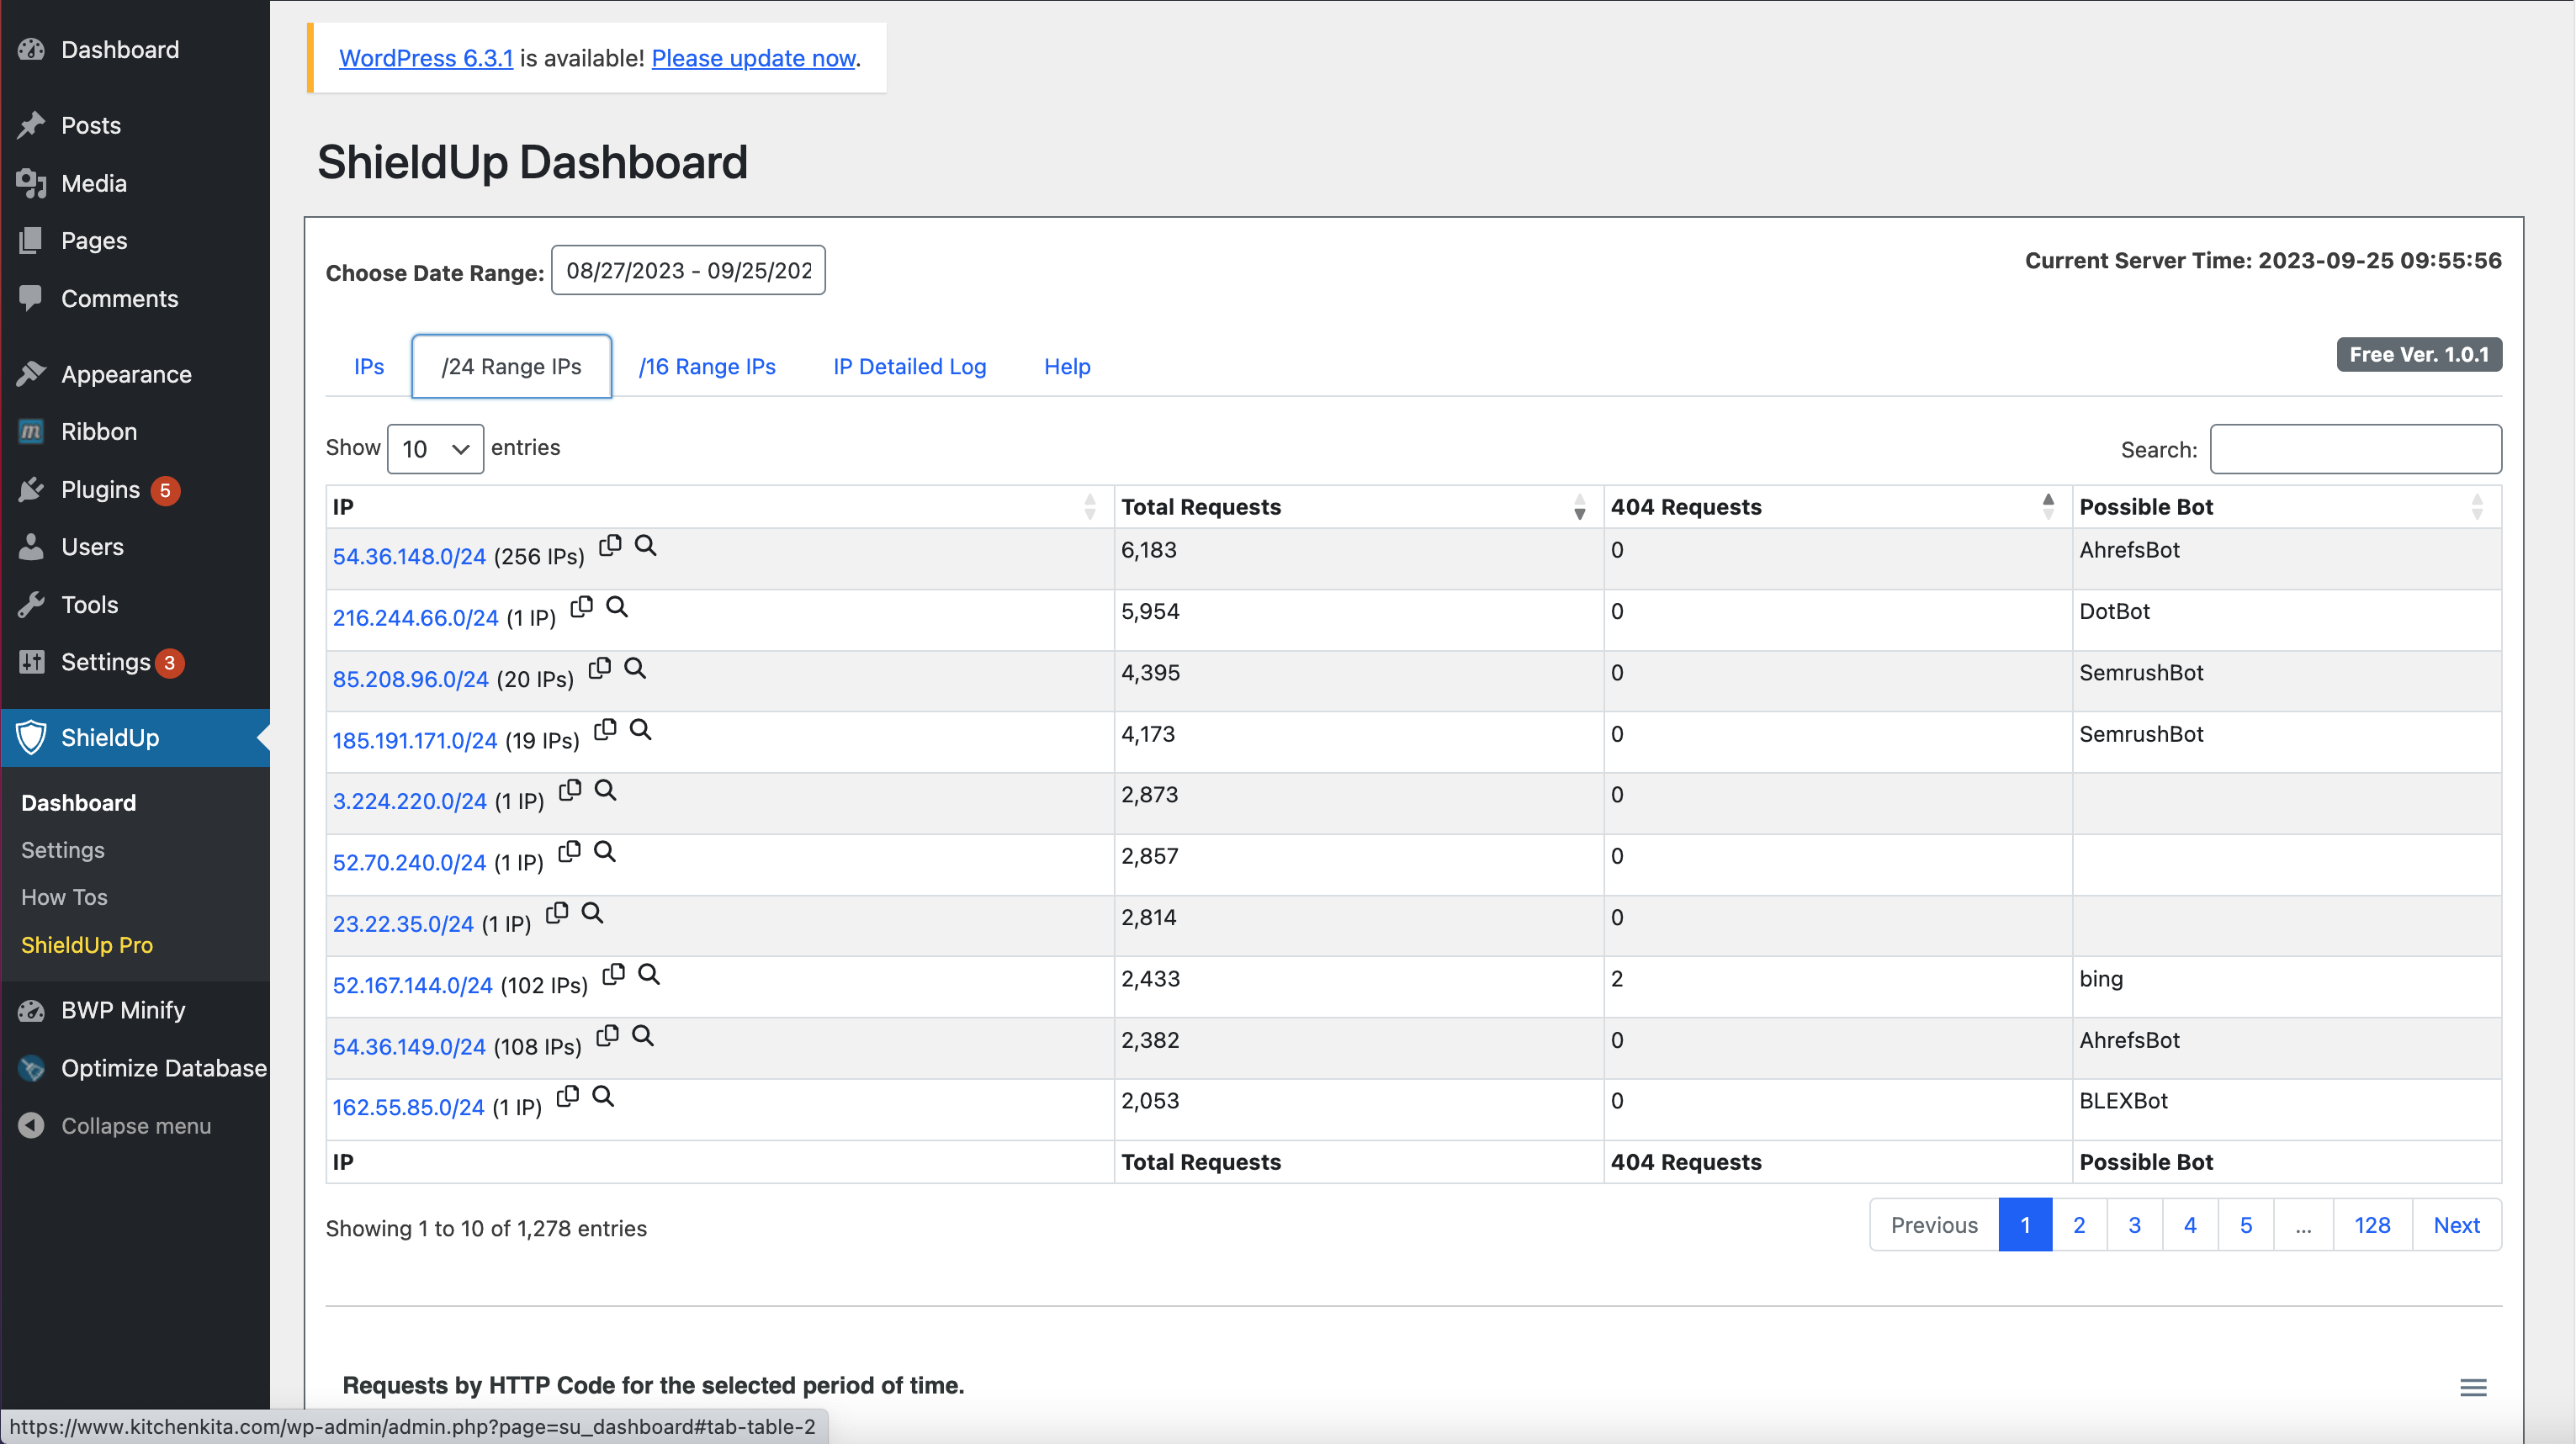 Dashboard
Posts
Media
Pages
Comments
Appearance
m Ribbon
Plugins 5
Users
Tools
Settings 3
ShieldUp
Dashboard
Settings
How Tos
ShieldUp Pro
BWP Minify
Optimize Database
Collapse menu
WordPress 6.3.1 is available! Please update now.
ShieldUp Dashboard
Choose Date Range: 08/27/2023 - 09/25/202
Current Server Time: 2023-09-25 09:55:56
IPs /24 Range IPs /16 Range IPs IP Detailed Log Help
Free Ver. 1.0.1
Show 10 entries
Search:
IP Total Requests 404 Requests Possible Bot
54.36.148.0/24 (256 IPs) 6,183 0 AhrefsBot
216.244.66.0/24 (1 IP) 5,954 0 DotBot
85.208.96.0/24 (20 IPs) 4,395 0 SemrushBot
185.191.171.0/24 (19 IPs) 4,173 0 SemrushBot
3.224.220.0/24 (1 IP) 2,873 0
52.70.240.0/24 (1 IP) 2,857 0
23.22.35.0/24 (1 IP) 2,814 0
52.167.144.0/24 (102 IPs) 2,433 2 bing
54.36.149.0/24 (108 IPs) 2,382 0 AhrefsBot
162.55.85.0/24 (1 IP) 2,053 0 BLEXBot
IP Total Requests 404 Requests Possible Bot
Showing 1 to 10 of 1,278 entries
Previous 1 2 3 4 5 ... 128 Next
Requests by HTTP Code for the selected period of time.
https://www.kitchenkita.com/wp-admin/admin.php?page=su_dashboard#tab-table-2